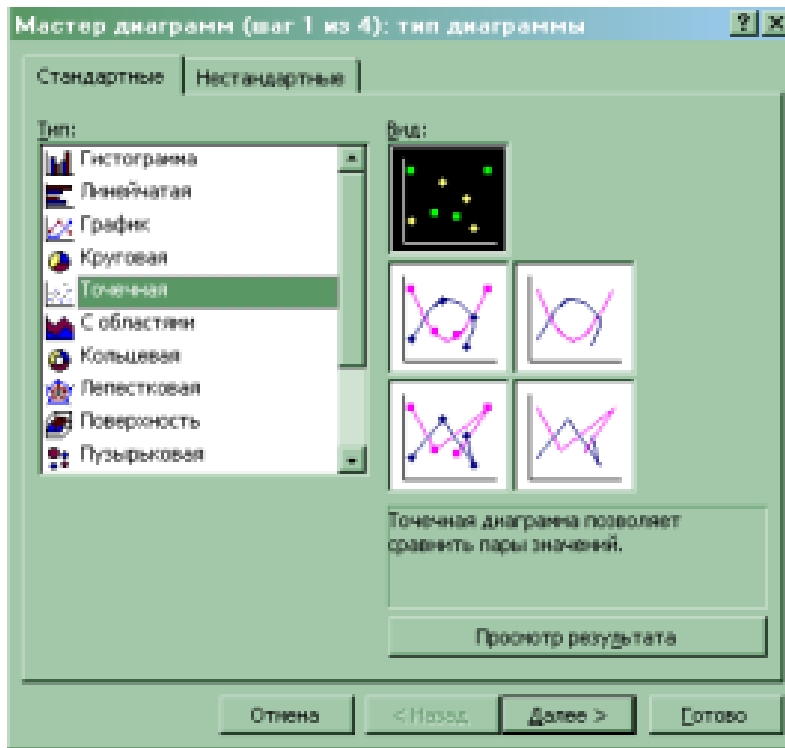 Мастер диаграмм (шаг 1 из 4): тип диаграммы
Стандартные
Нестандартные
Тип:
Гистограмма
Линейчатая
График
Круговая
Точечная
С областями
Кольцевая
Лепестковая
Поверхность
Пузырьковая
Вид:
Точечная диаграмма позволяет
сравнить пары значений.
Просмотр результата
Отмена
< Назад
Далее >
Готово